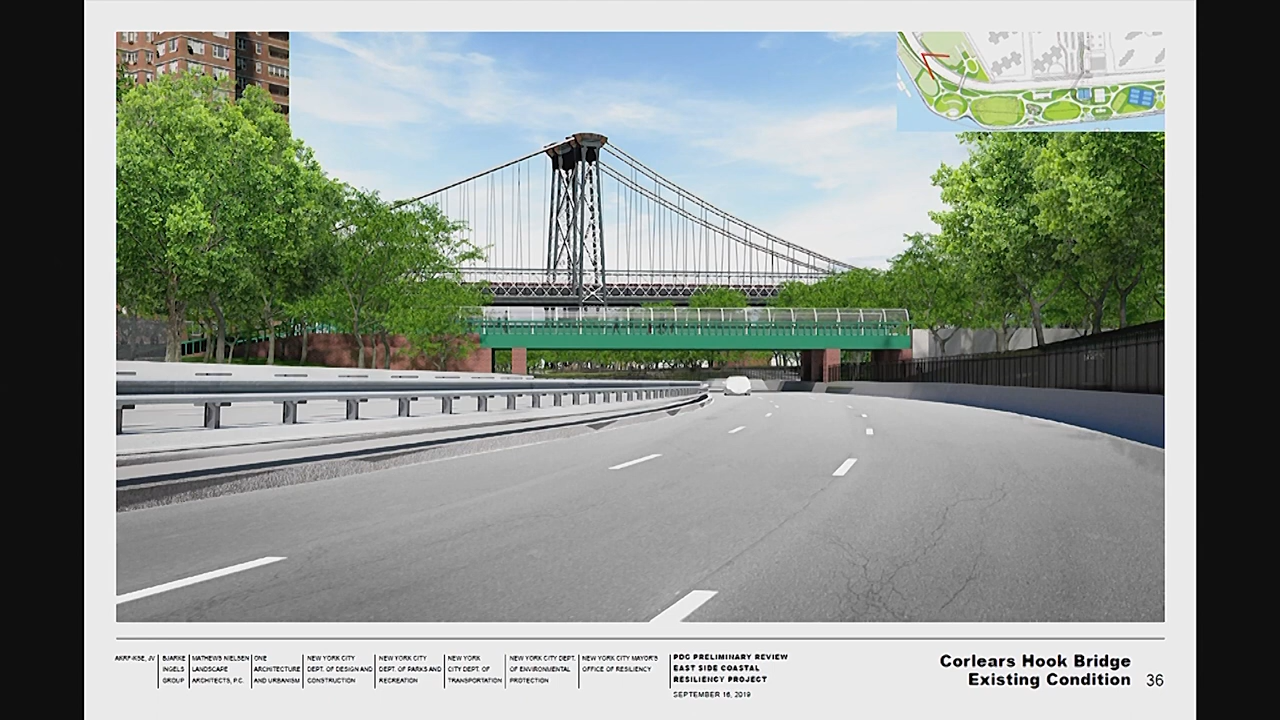 AKRF-KSE, JV
BJARKE
INGELS
GROUP
MATHEWS NIELSEN
LANDSCAPE
ARCHITECTS, P.C.
ONE
ARCHITECTURE
AND URBANISM
NEW YORK CITY
DEPT. OF DESIGN AND
CONSTRUCTION
NEW YORK CITY
DEPT. OF PARKS AND
RECREATION
NEW YORK
CITY DEPT. OF
TRANSPORTATION
NEW YORK CITY DEPT.
OF ENVIRONMENTAL
PROTECTION
NEW YORK CITY MAYOR'S
OFFICE OF RESILIENCY
PDC PRELIMINARY REVIEW
EAST SIDE COASTAL
RESILIENCY PROJECT
SEPTEMBER 16, 2019
Corlears Hook Bridge
Existing Condition 36